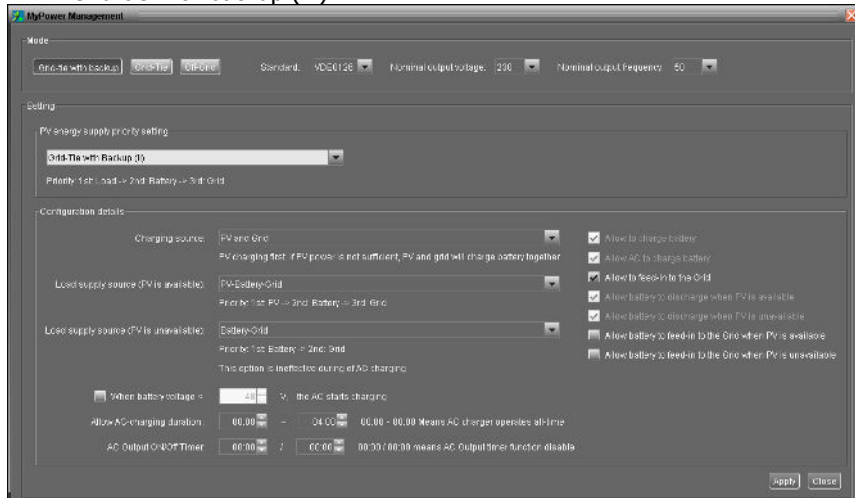 MyPower Management
Mode
Grid-tie with backup Grid-Tie Off-Grid Standard: VDE0126 Nominal output voltage: 230 Nominal output frequency 50
Setting
PV energy supply priority setting
Grid-Tie with Backup (II)
Priority: 1st: Load -> 2nd: Battery -> 3rd: Grid
Configuration details
Charging source: PV and Grid
PV charging first. If PV power is not sufficient, PV and grid will charge battery together
Load supply source (PV is available): PV-Battery-Grid
Priority: 1st: PV -> 2nd: Battery -> 3rd: Grid
Load supply source (PV is unavailable): Battery-Grid
Priority: 1st: Battery -> 2nd: Grid
This option is ineffective during of AC charging
When battery voltage < 48 V, the AC starts charging
Allow AC-charging duration: 00:00 – 04:00 00:00 - 00:00 Means AC charger operates all-time
AC Output ON/Off Timer: 00:00 / 00:00 00:00 / 00:00 means AC Output timer function disable
Allow to charge battery
Allow AC to charge battery
Allow to feed-in to the Grid
Allow battery to discharge when PV is available
Allow battery to discharge when PV is unavailable
Allow battery to feed-in to the Grid when PV is available
Allow battery to feed-in to the Grid when PV is unavailable
Apply Close